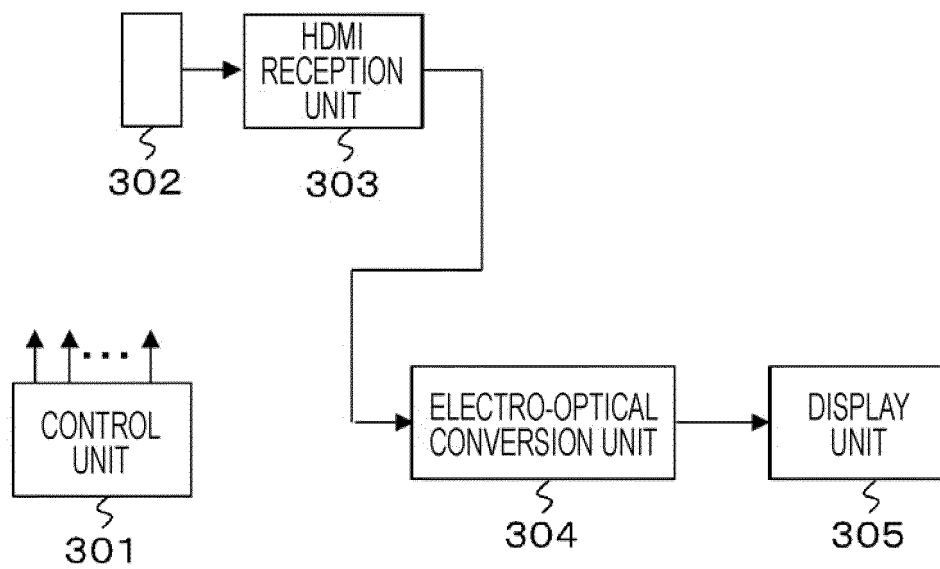 HDMI
RECEPTION
UNIT
302
303
CONTROL
UNIT
301
ELECTRO-OPTICAL
CONVERSION UNIT
304
DISPLAY
UNIT
305